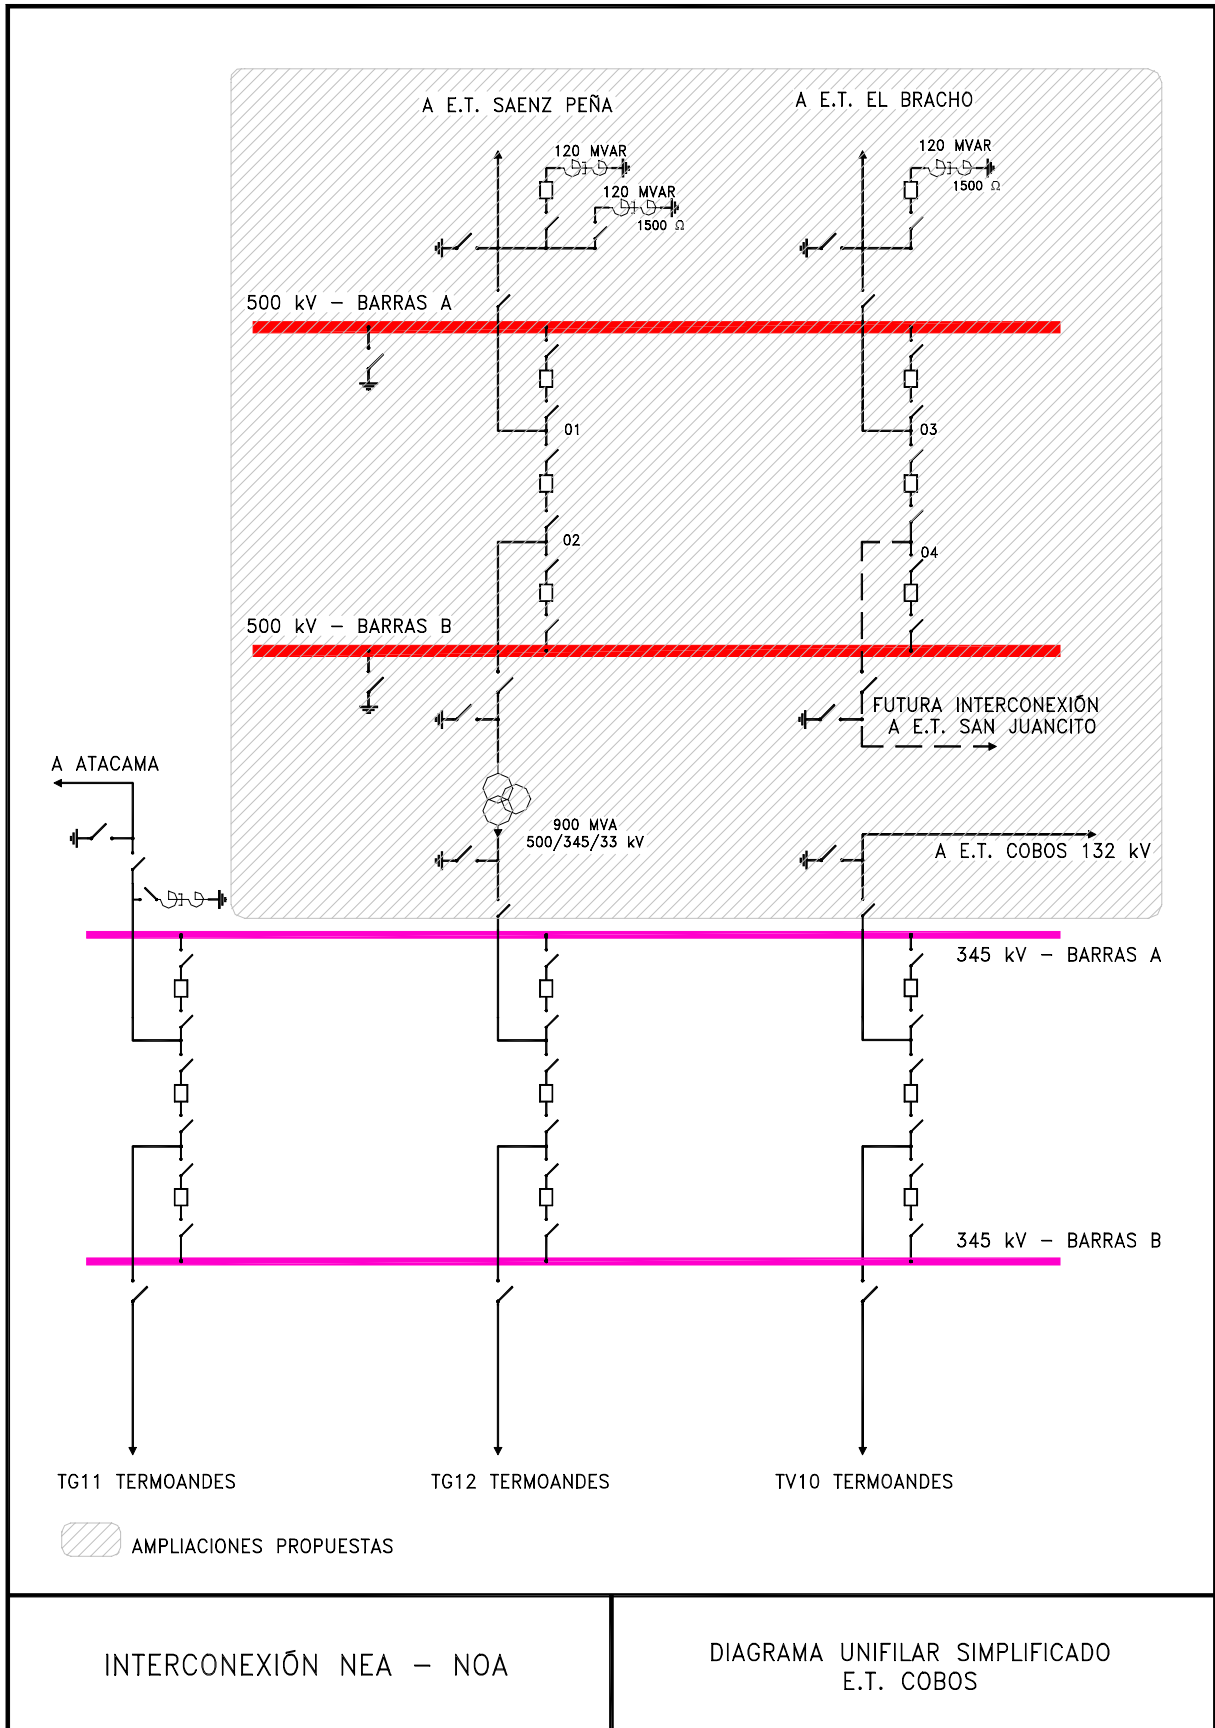 A E.T. SAENZ PEÑA
A E.T. EL BRACHO
120 MVAR
120 MVAR
1500 Ω
120 MVAR
1500 Ω
500 kV - BARRAS A
01
03
02
04
500 kV - BARRAS B
FUTURA INTERCONEXIÓN
A E.T. SAN JUANCITO
A ATACAMA
900 MVA
500/345/33 kV
A E.T. COBOS 132 kV
345 kV - BARRAS A
345 kV - BARRAS B
TG11 TERMOANDES
TG12 TERMOANDES
TV10 TERMOANDES
AMPLIACIONES PROPUESTAS
INTERCONEXIÓN NEA - NOA
DIAGRAMA UNIFILAR SIMPLIFICADO
E.T. COBOS